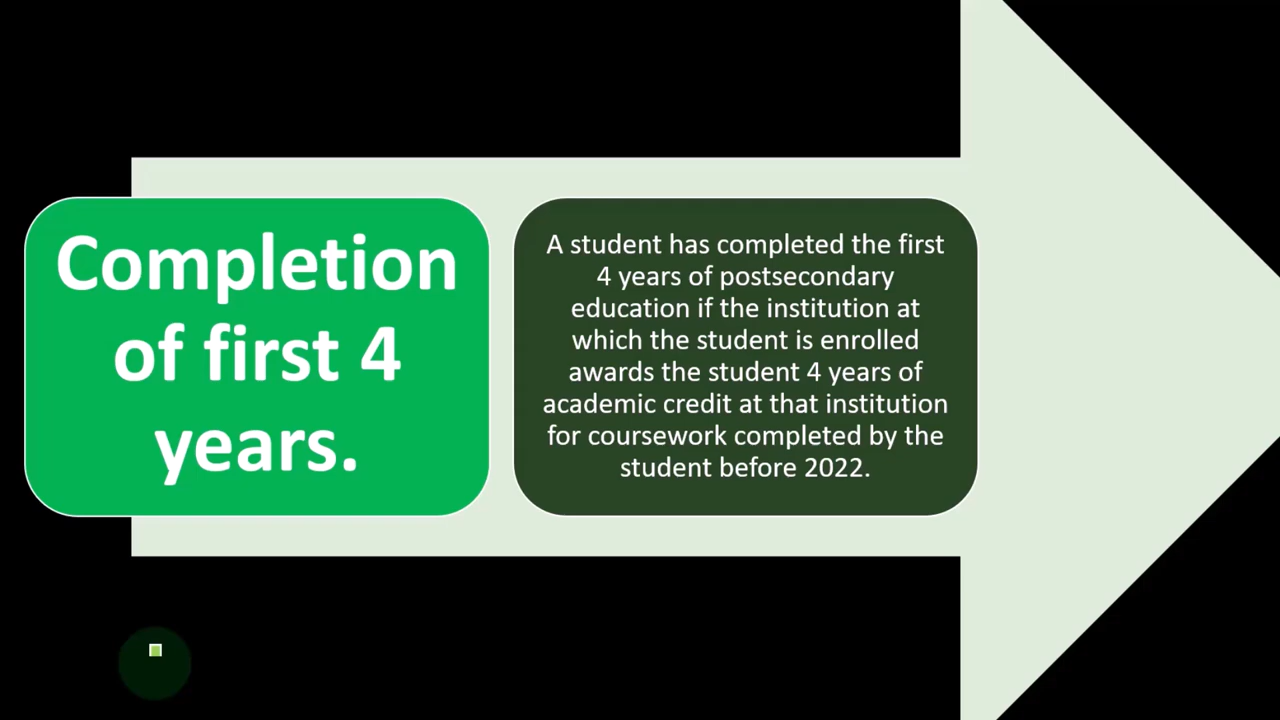 Completion
of first 4
years.
A student has completed the first
4 years of postsecondary
education if the institution at
which the student is enrolled
awards the student 4 years of
academic credit at that institution
for coursework completed by the
student before 2022.